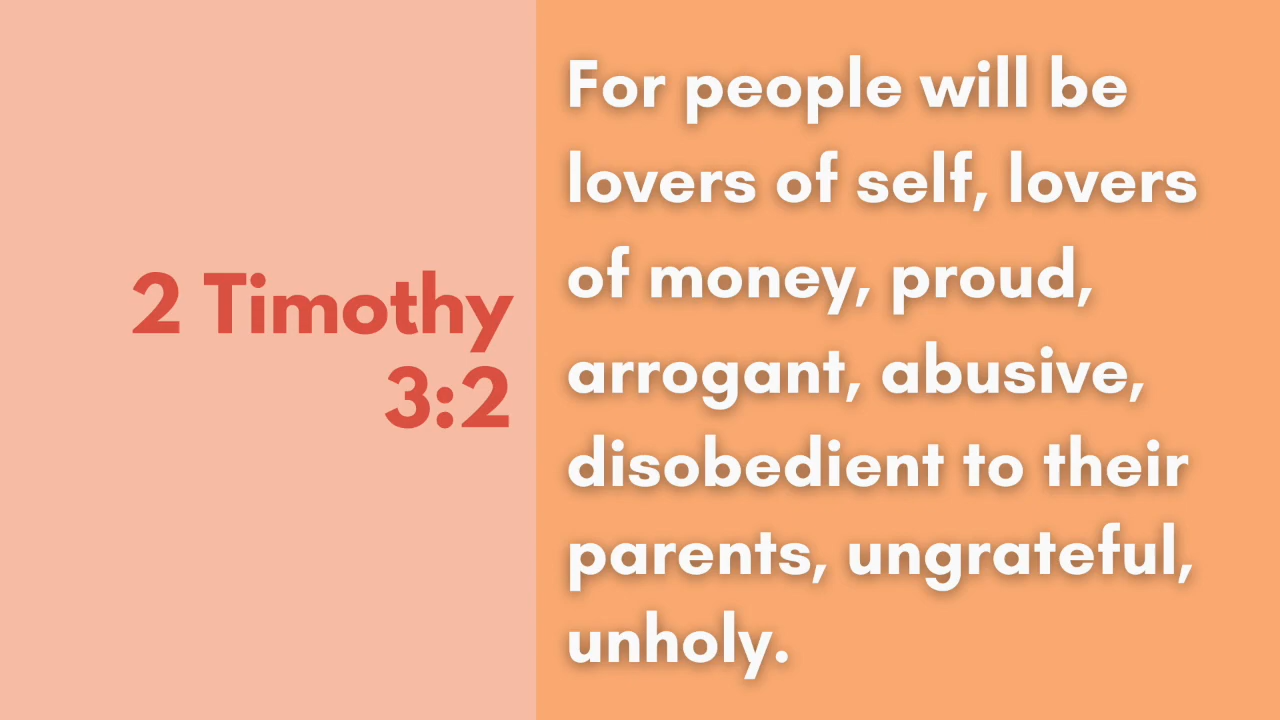 2 Timothy
3:2
For people will be
lovers of self, lovers
of money, proud,
arrogant, abusive,
disobedient to their
parents, ungrateful,
unholy.